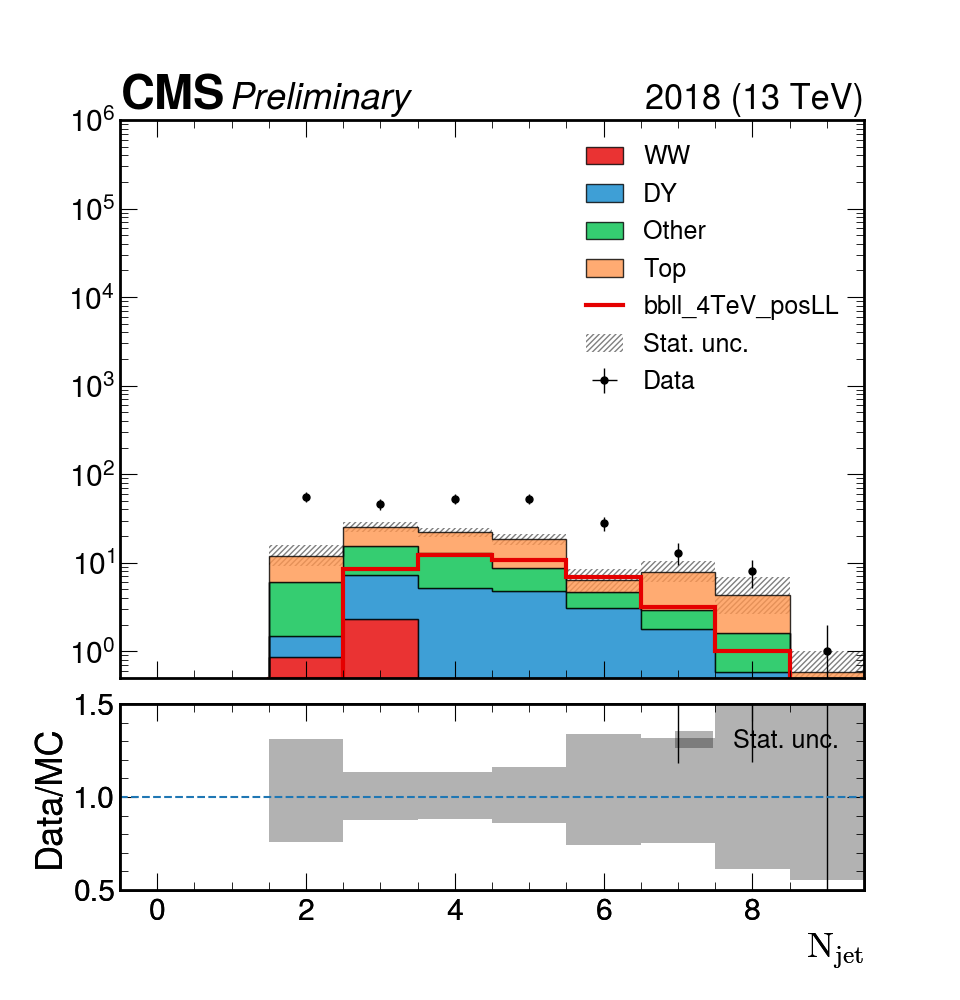 CMS Preliminary 2018 (13 TeV)
10^6
10^5
10^4
10^3
10^2
10^1
10^0
WW
DY
Other
Top
bbll_4TeV_posLL
Stat. unc.
Data
Data/MC
1.5
1.0
0.5
Stat. unc.
0 2 4 6 8
N_jet